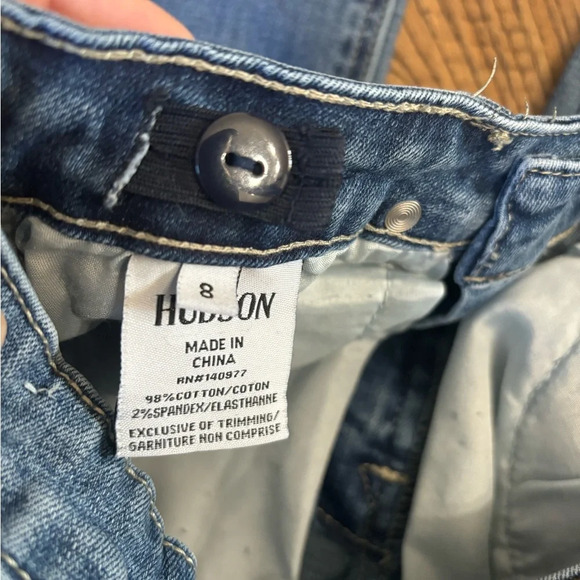 8
HUDSON
MADE IN
CHINA
RN#140977
98%COTTON/COTON
2%SPANDEX/ELASTHANNE
EXCLUSIVE OF TRIMMING/
GARNITURE NON COMPRISE